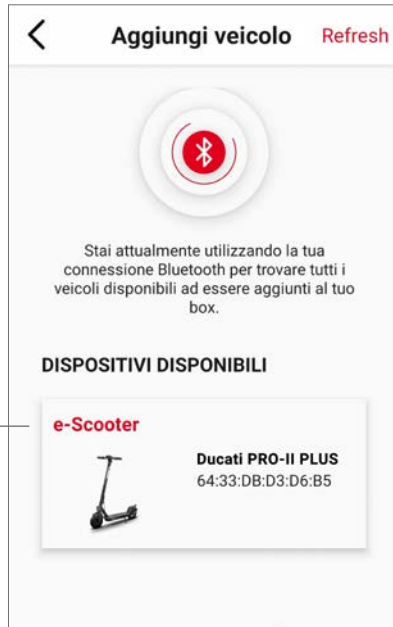 Aggiungi veicolo Refresh
Stai attualmente utilizzando la tua
connessione Bluetooth per trovare tutti i
veicoli disponibili ad essere aggiunti al tuo
box.
DISPOSITIVI DISPONIBILI
e-Scooter
Ducati PRO-II PLUS
64:33:DB:D3:D6:B5